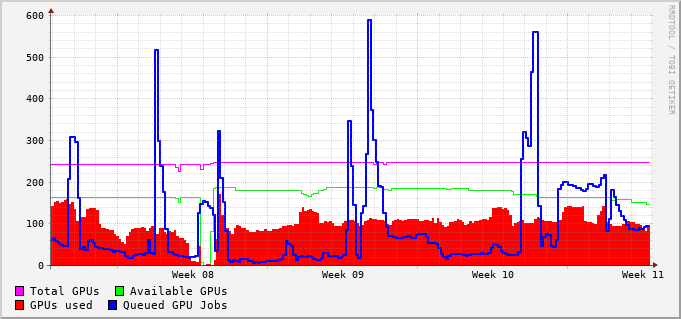 600
500
400
300
200
100
0
Week 08 Week 09 Week 10 Week 11
Total GPUs Available GPUs
GPUs used Queued GPU Jobs
RRDTOOL / TOBI OETIKER